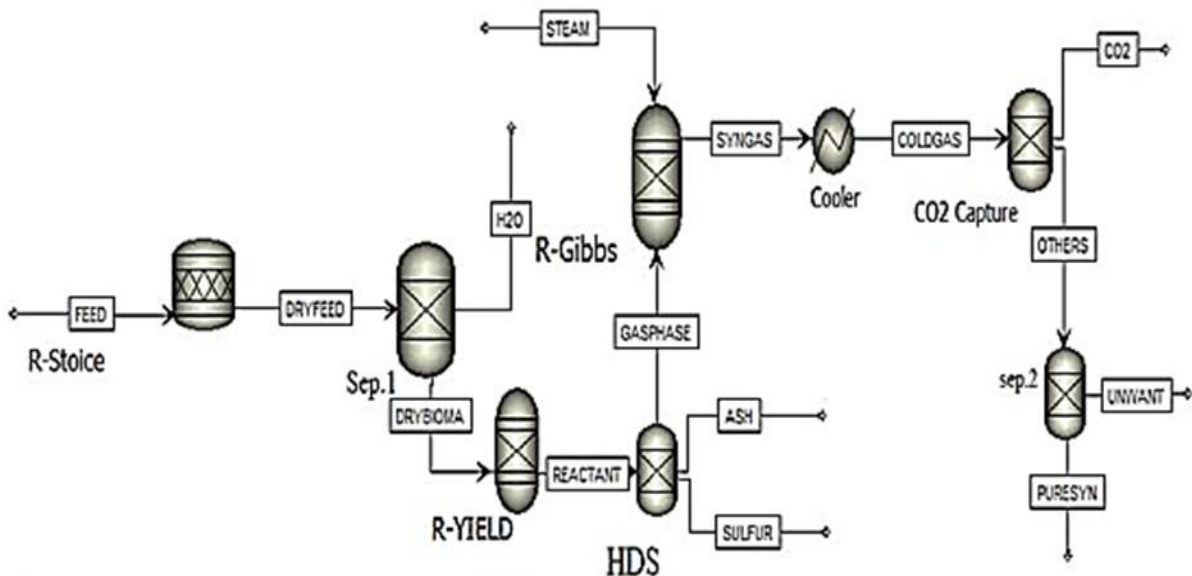 STEAM
CO2
SYNGAS
COLDGAS
Cooler
CO2 Capture
H2O
R-Gibbs
OTHERS
FEED
DRYFEED
R-Stoice
GASPHASE
Sep.1
sep.2
UNWANT
DRYBIOMA
ASH
REACTANT
R-YIELD
SULFUR
PURESYN
HDS